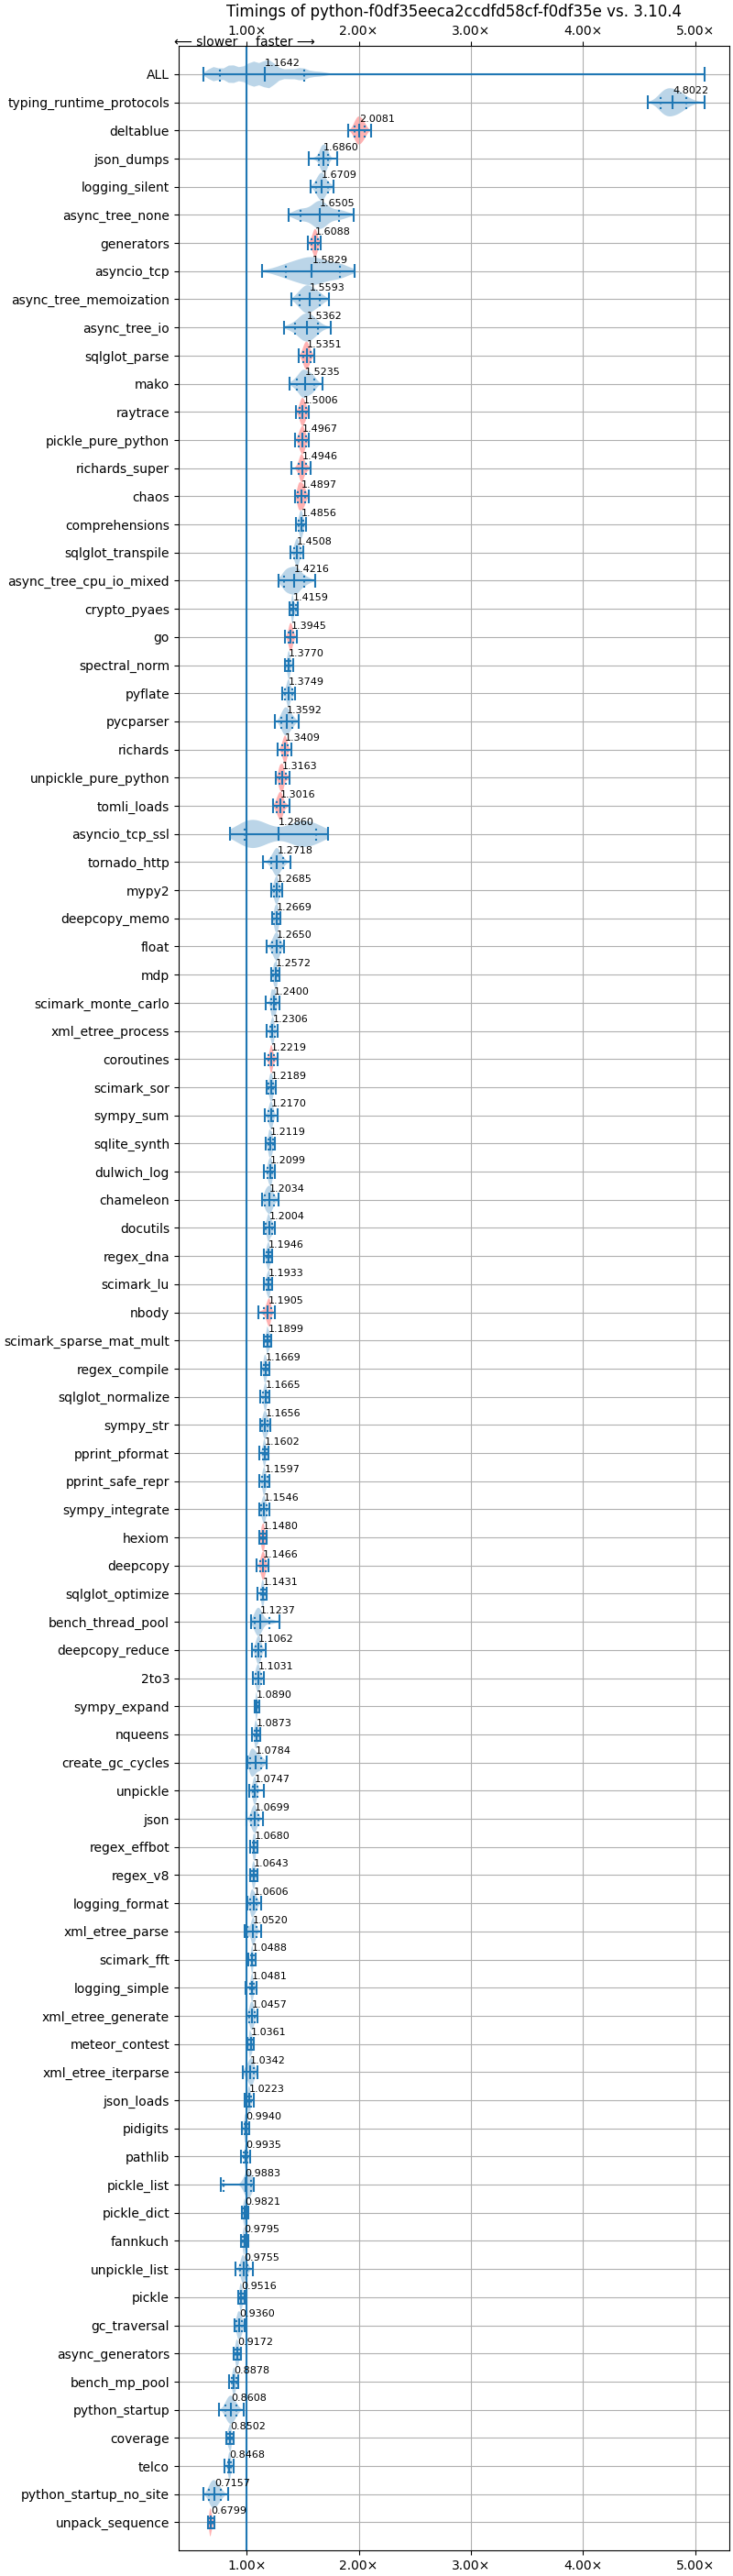 Timings of python-f0df35eeca2ccdfd58cf-f0df35e vs. 3.10.4
1.00× 2.00× 3.00× 4.00× 5.00×
⟵ slower faster ⟶
ALL 1.1642
typing_runtime_protocols 4.8022
deltablue 2.0081
json_dumps 1.6860
logging_silent 1.6709
async_tree_none 1.6505
generators 1.6088
asyncio_tcp 1.5829
async_tree_memoization 1.5593
async_tree_io 1.5362
sqlglot_parse 1.5351
mako 1.5235
raytrace 1.5006
pickle_pure_python 1.4967
richards_super 1.4946
chaos 1.4897
comprehensions 1.4856
sqlglot_transpile 1.4508
async_tree_cpu_io_mixed 1.4216
crypto_pyaes 1.4159
go 1.3945
spectral_norm 1.3770
pyflate 1.3749
pycparser 1.3592
richards 1.3409
unpickle_pure_python 1.3163
tomli_loads 1.3016
asyncio_tcp_ssl 1.2860
tornado_http 1.2718
mypy2 1.2685
deepcopy_memo 1.2669
float 1.2650
mdp 1.2572
scimark_monte_carlo 1.2400
xml_etree_process 1.2306
coroutines 1.2219
scimark_sor 1.2189
sympy_sum 1.2170
sqlite_synth 1.2119
dulwich_log 1.2099
chameleon 1.2034
docutils 1.2004
regex_dna 1.1946
scimark_lu 1.1933
nbody 1.1905
scimark_sparse_mat_mult 1.1899
regex_compile 1.1669
sqlglot_normalize 1.1665
sympy_str 1.1656
pprint_pformat 1.1602
pprint_safe_repr 1.1597
sympy_integrate 1.1546
hexiom 1.1480
deepcopy 1.1466
sqlglot_optimize 1.1431
bench_thread_pool 1.1237
deepcopy_reduce 1.1062
2to3 1.1031
sympy_expand 1.0890
nqueens 1.0873
create_gc_cycles 1.0784
unpickle 1.0747
json 1.0699
regex_effbot 1.0680
regex_v8 1.0643
logging_format 1.0606
xml_etree_parse 1.0520
scimark_fft 1.0488
logging_simple 1.0481
xml_etree_generate 1.0457
meteor_contest 1.0361
xml_etree_iterparse 1.0342
json_loads 1.0223
pidigits 0.9940
pathlib 0.9935
pickle_list 0.9883
pickle_dict 0.9821
fannkuch 0.9795
unpickle_list 0.9755
pickle 0.9516
gc_traversal 0.9360
async_generators 0.9172
bench_mp_pool 0.8878
python_startup 0.8608
coverage 0.8502
telco 0.8468
python_startup_no_site 0.7157
unpack_sequence 0.6799
1.00× 2.00× 3.00× 4.00× 5.00×